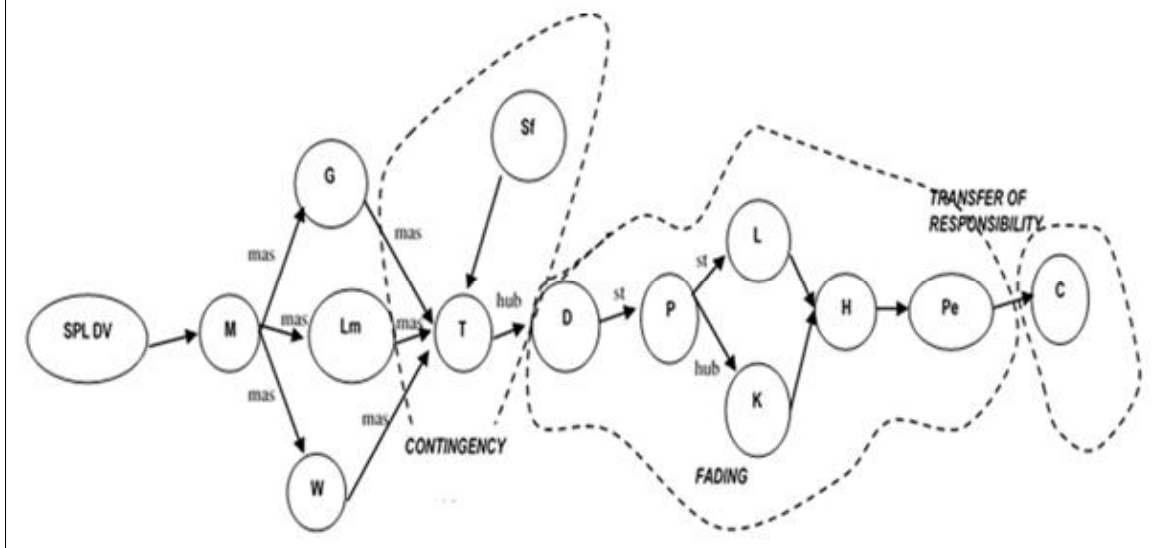 Sf
G
TRANSFER OF
RESPONSIBILITY
mas
mas
L
st
C
SPL DV
M
mas
Lm
mas
T
hub
D
st
P
H
Pe
hub
K
mas
mas
W
CONTINGENCY
FADING